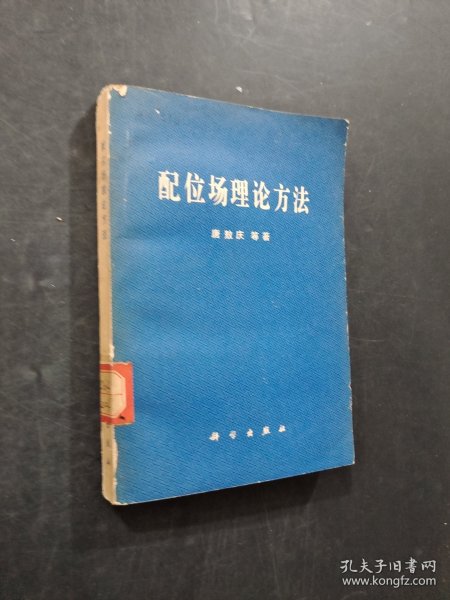 配位场理论方法
唐敖庆 等著
科学出版社
孔夫子旧书网
www.kongfz.com